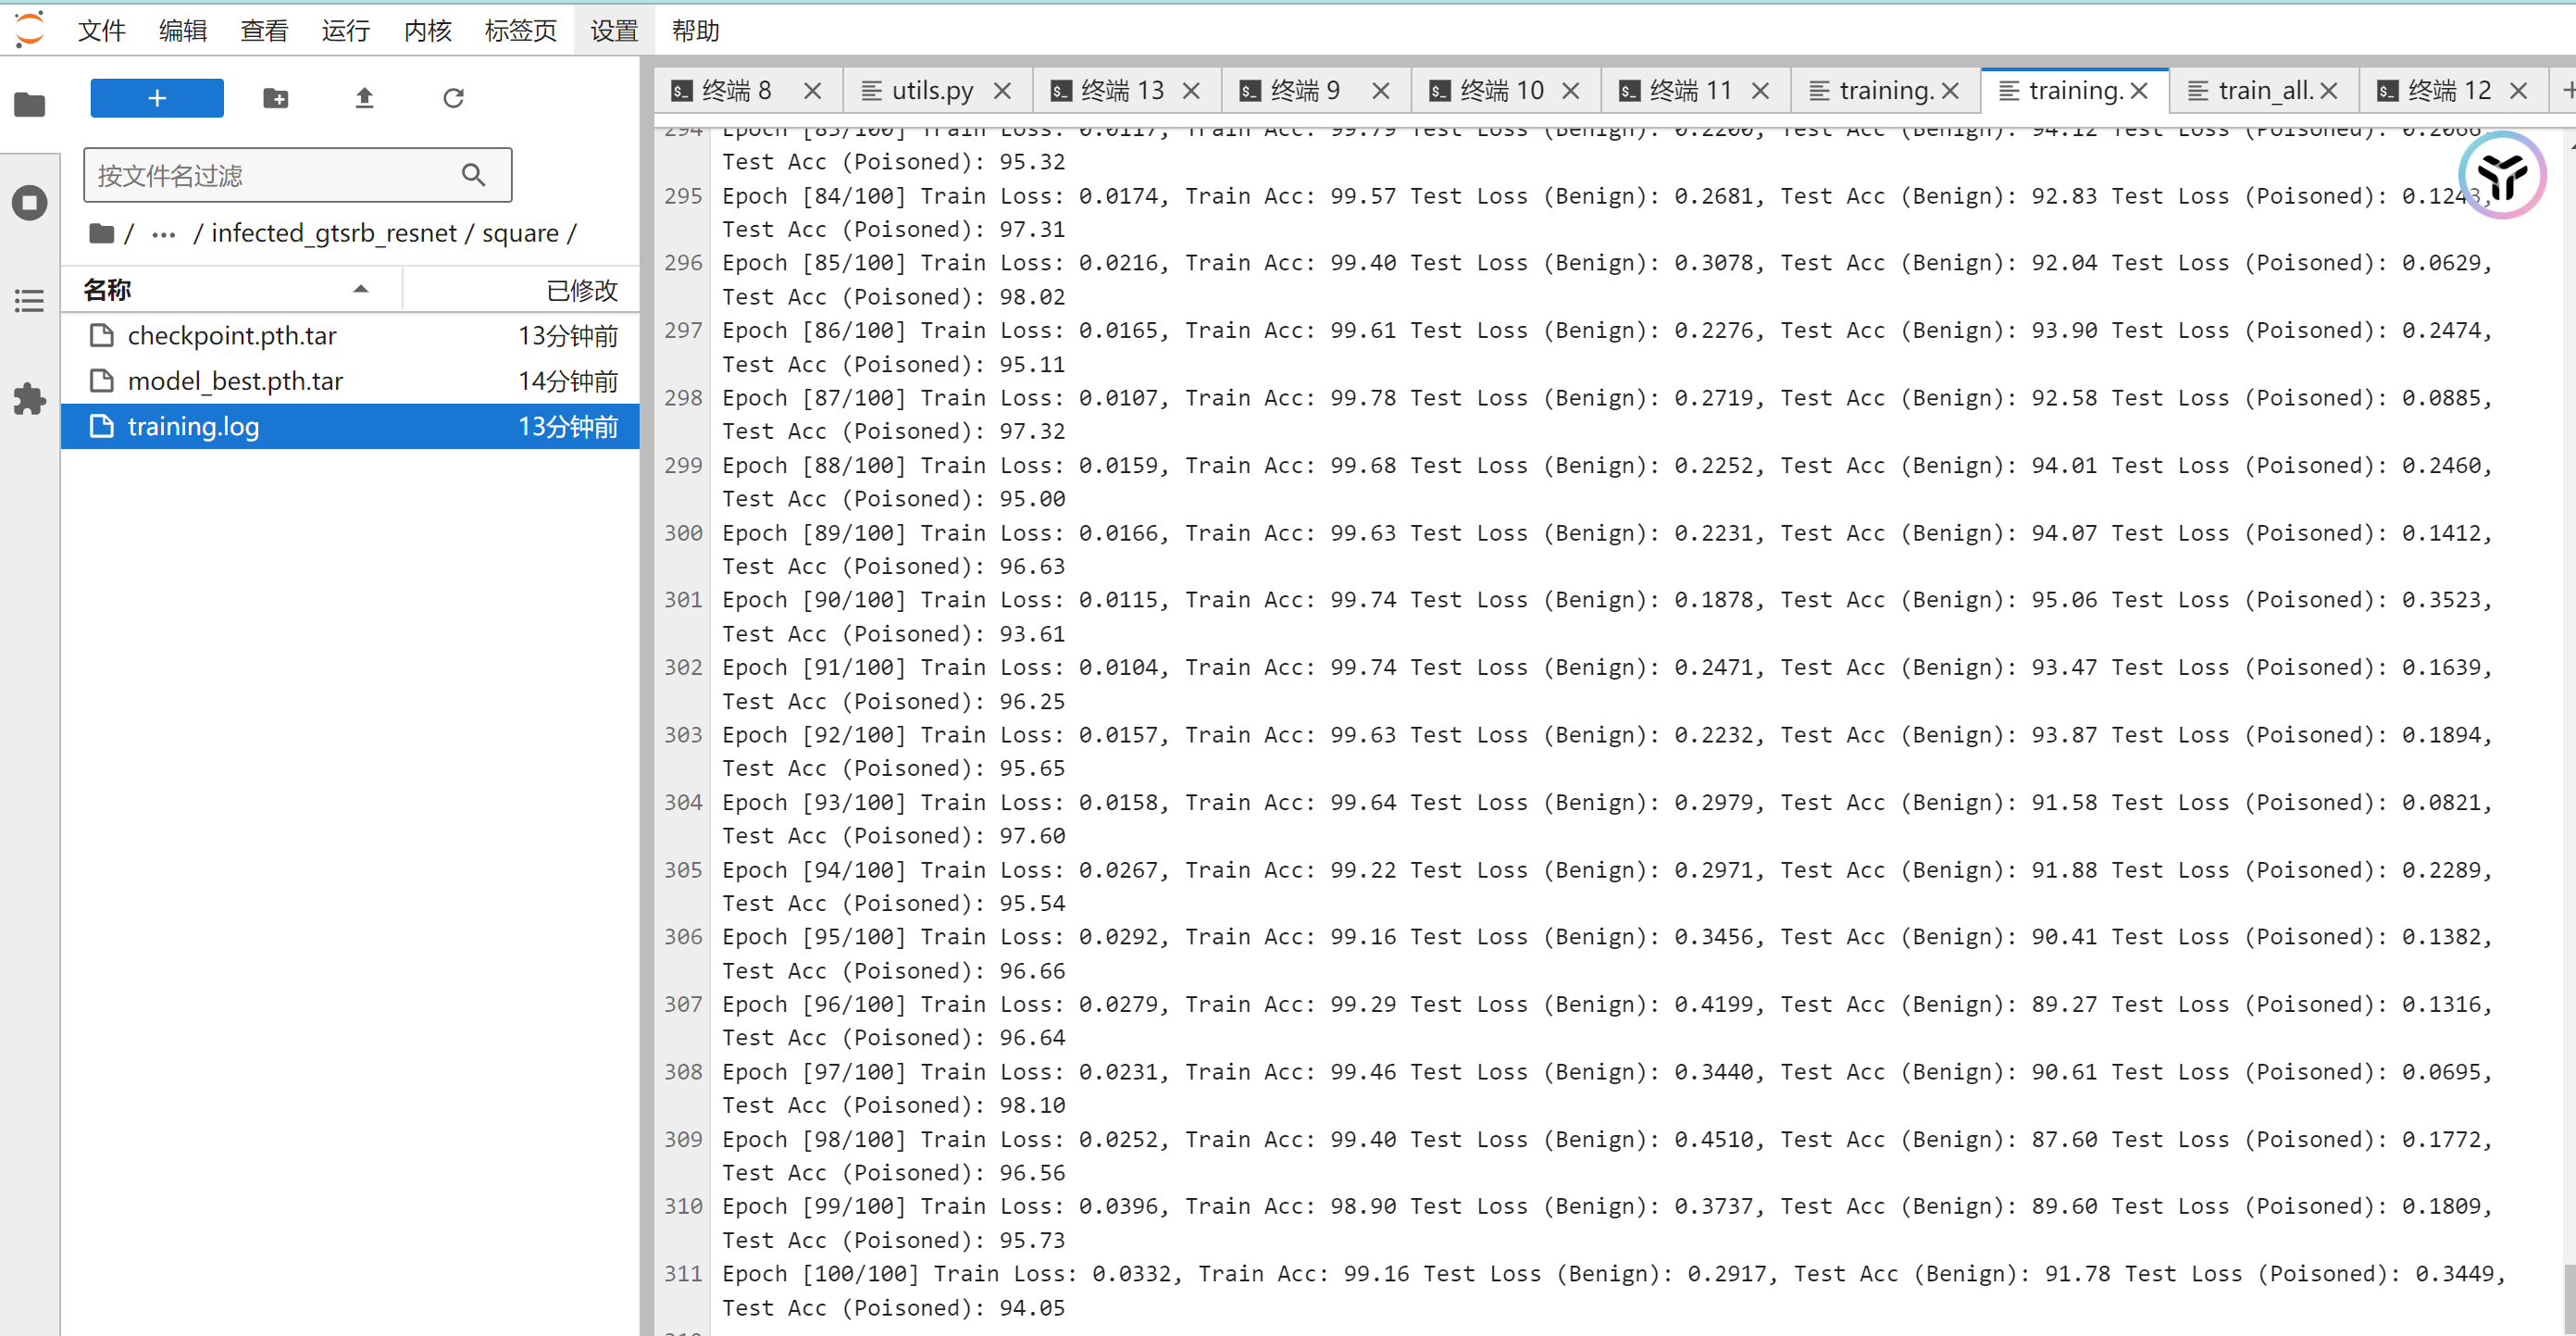 文件 编辑 查看 运行 内核 标签页 设置 帮助
+
终端 8 utils.py 终端 13 终端 9 终端 10 终端 11 training. training. train_all. 终端 12
按文件名过滤
/ ··· / infected_gtsrb_resnet / square /
名称 已修改
checkpoint.pth.tar 13分钟前
model_best.pth.tar 14分钟前
training.log 13分钟前
294 Epoch [83/100] Train Loss: 0.0117, Train Acc: 99.79 Test Loss (Benign): 0.2200, Test Acc (Benign): 94.12 Test Loss (Poisoned):
Test Acc (Poisoned): 95.32
295 Epoch [84/100] Train Loss: 0.0174, Train Acc: 99.57 Test Loss (Benign): 0.2681, Test Acc (Benign): 92.83 Test Loss (Poisoned): 0.1243,
Test Acc (Poisoned): 97.31
296 Epoch [85/100] Train Loss: 0.0216, Train Acc: 99.40 Test Loss (Benign): 0.3078, Test Acc (Benign): 92.04 Test Loss (Poisoned): 0.0629,
Test Acc (Poisoned): 98.02
297 Epoch [86/100] Train Loss: 0.0165, Train Acc: 99.61 Test Loss (Benign): 0.2276, Test Acc (Benign): 93.90 Test Loss (Poisoned): 0.2474,
Test Acc (Poisoned): 95.11
298 Epoch [87/100] Train Loss: 0.0107, Train Acc: 99.78 Test Loss (Benign): 0.2719, Test Acc (Benign): 92.58 Test Loss (Poisoned): 0.0885,
Test Acc (Poisoned): 97.32
299 Epoch [88/100] Train Loss: 0.0159, Train Acc: 99.68 Test Loss (Benign): 0.2252, Test Acc (Benign): 94.01 Test Loss (Poisoned): 0.2460,
Test Acc (Poisoned): 95.00
300 Epoch [89/100] Train Loss: 0.0166, Train Acc: 99.63 Test Loss (Benign): 0.2231, Test Acc (Benign): 94.07 Test Loss (Poisoned): 0.1412,
Test Acc (Poisoned): 96.63
301 Epoch [90/100] Train Loss: 0.0115, Train Acc: 99.74 Test Loss (Benign): 0.1878, Test Acc (Benign): 95.06 Test Loss (Poisoned): 0.3523,
Test Acc (Poisoned): 93.61
302 Epoch [91/100] Train Loss: 0.0104, Train Acc: 99.74 Test Loss (Benign): 0.2471, Test Acc (Benign): 93.47 Test Loss (Poisoned): 0.1639,
Test Acc (Poisoned): 96.25
303 Epoch [92/100] Train Loss: 0.0157, Train Acc: 99.63 Test Loss (Benign): 0.2232, Test Acc (Benign): 93.87 Test Loss (Poisoned): 0.1894,
Test Acc (Poisoned): 95.65
304 Epoch [93/100] Train Loss: 0.0158, Train Acc: 99.64 Test Loss (Benign): 0.2979, Test Acc (Benign): 91.58 Test Loss (Poisoned): 0.0821,
Test Acc (Poisoned): 97.60
305 Epoch [94/100] Train Loss: 0.0267, Train Acc: 99.22 Test Loss (Benign): 0.2971, Test Acc (Benign): 91.88 Test Loss (Poisoned): 0.2289,
Test Acc (Poisoned): 95.54
306 Epoch [95/100] Train Loss: 0.0292, Train Acc: 99.16 Test Loss (Benign): 0.3456, Test Acc (Benign): 90.41 Test Loss (Poisoned): 0.1382,
Test Acc (Poisoned): 96.66
307 Epoch [96/100] Train Loss: 0.0279, Train Acc: 99.29 Test Loss (Benign): 0.4199, Test Acc (Benign): 89.27 Test Loss (Poisoned): 0.1316,
Test Acc (Poisoned): 96.64
308 Epoch [97/100] Train Loss: 0.0231, Train Acc: 99.46 Test Loss (Benign): 0.3440, Test Acc (Benign): 90.61 Test Loss (Poisoned): 0.0695,
Test Acc (Poisoned): 98.10
309 Epoch [98/100] Train Loss: 0.0252, Train Acc: 99.40 Test Loss (Benign): 0.4510, Test Acc (Benign): 87.60 Test Loss (Poisoned): 0.1772,
Test Acc (Poisoned): 96.56
310 Epoch [99/100] Train Loss: 0.0396, Train Acc: 98.90 Test Loss (Benign): 0.3737, Test Acc (Benign): 89.60 Test Loss (Poisoned): 0.1809,
Test Acc (Poisoned): 95.73
311 Epoch [100/100] Train Loss: 0.0332, Train Acc: 99.16 Test Loss (Benign): 0.2917, Test Acc (Benign): 91.78 Test Loss (Poisoned): 0.3449,
Test Acc (Poisoned): 94.05